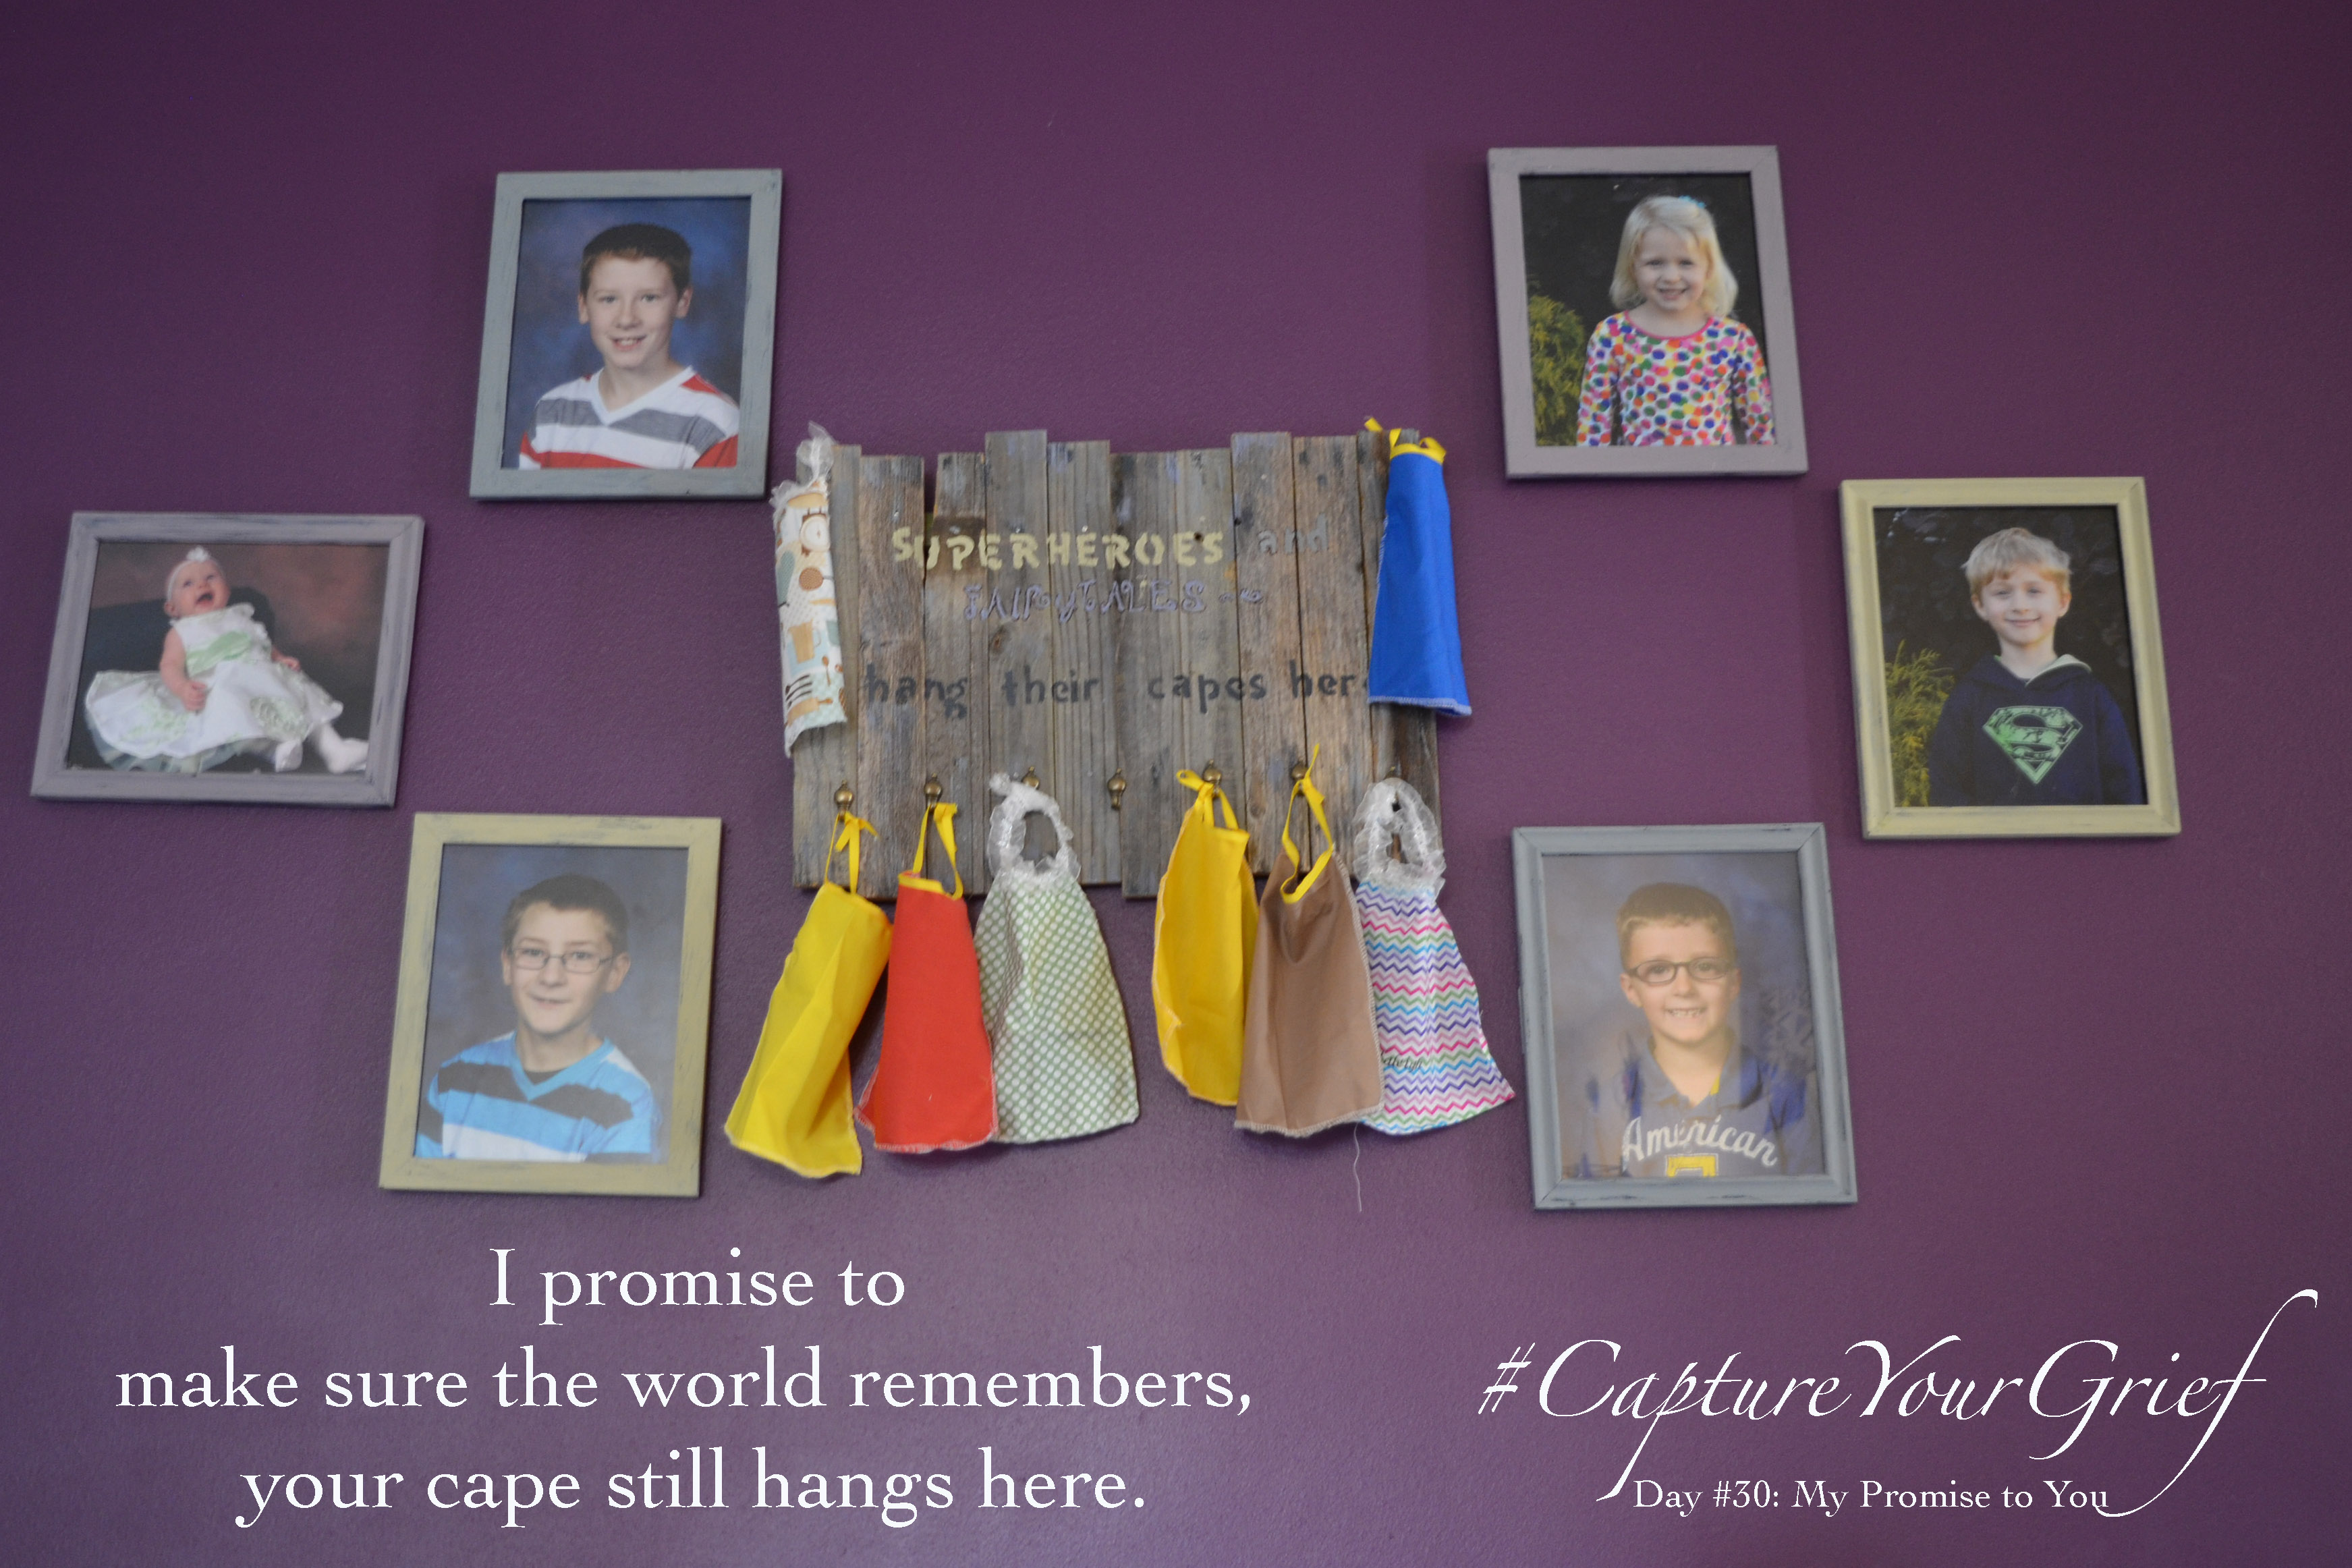 SUPERHEROES and
FAIRYTALES
hang their capes her
American
I promise to
make sure the world remembers,
your cape still hangs here.
#CaptureYourGrief
Day #30: My Promise to You